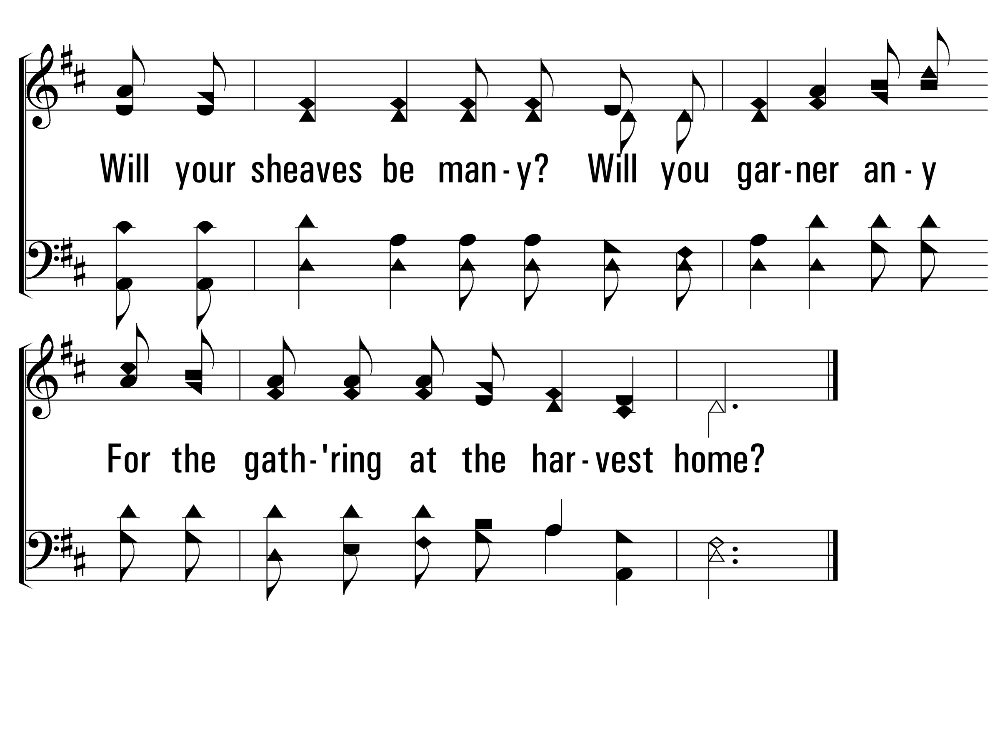 Will your sheaves be man-y? Will you gar-ner an-y
For the gath-'ring at the har-vest home?